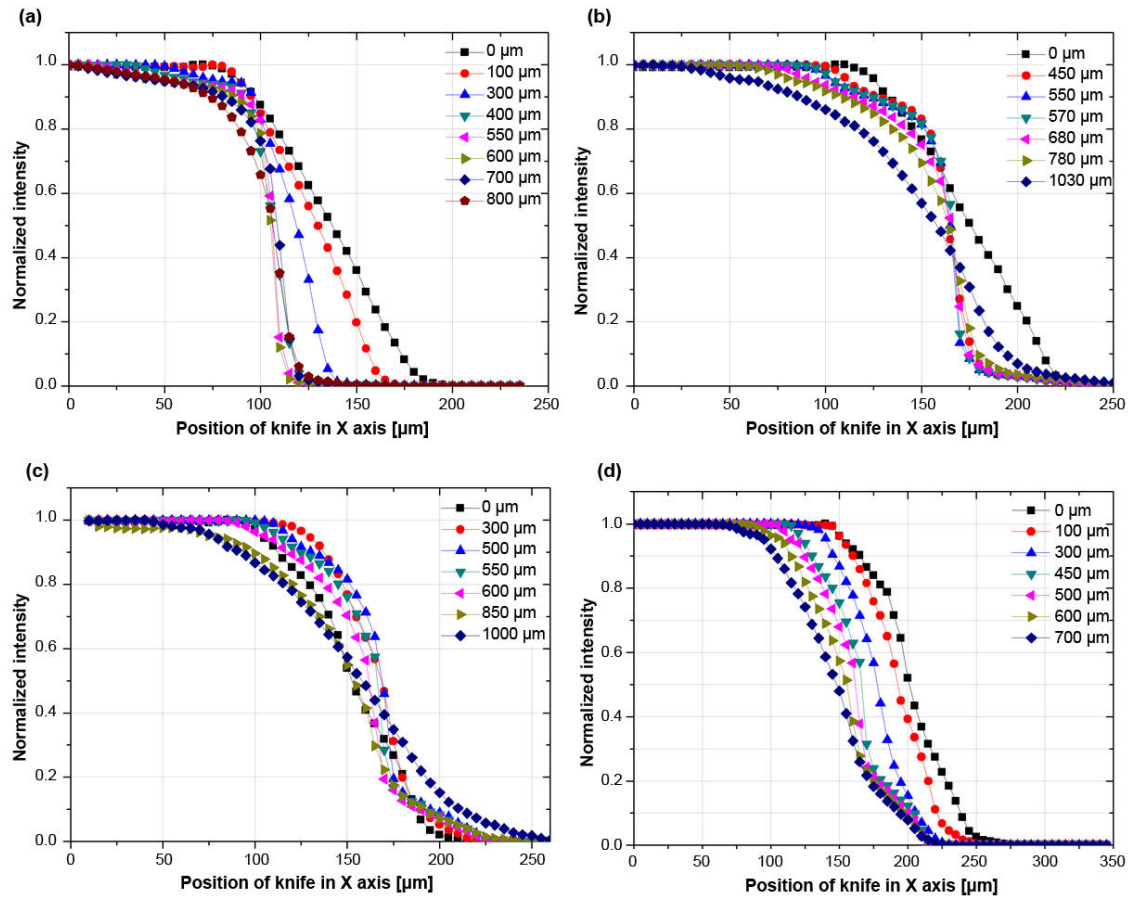 (a)
0 µm
100 µm
300 µm
400 µm
550 µm
600 µm
700 µm
800 µm
1.0
0.8
0.6
0.4
0.2
0.0
Normalized intensity
0 50 100 150 200 250
Position of knife in X axis [µm]
(b)
0 µm
450 µm
550 µm
570 µm
680 µm
780 µm
1030 µm
1.0
0.8
0.6
0.4
0.2
0.0
Normalized intensity
0 50 100 150 200 250
Position of knife in X axis [µm]
(c)
0 µm
300 µm
500 µm
550 µm
600 µm
850 µm
1000 µm
1.0
0.8
0.6
0.4
0.2
0.0
Normalized intensity
0 50 100 150 200 250
Position of knife in X axis [µm]
(d)
0 µm
100 µm
300 µm
450 µm
500 µm
600 µm
700 µm
1.0
0.8
0.6
0.4
0.2
0.0
Normalized intensity
0 50 100 150 200 250 300 350
Position of knife in X axis [µm]